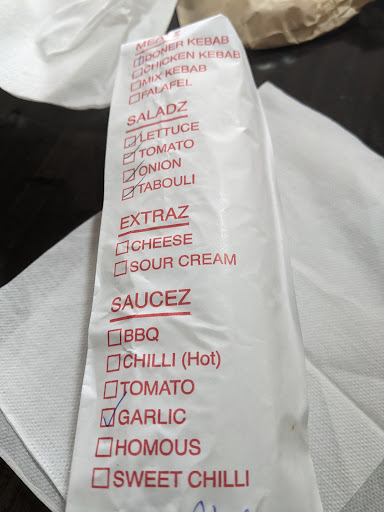 MEATS
DONER KEBAB
CHICKEN KEBAB
MIX KEBAB
FALAFEL
SALADZ
LETTUCE
TOMATO
ONION
TABOULI
EXTRAZ
CHEESE
SOUR CREAM
SAUCEZ
BBQ
CHILLI (Hot)
TOMATO
GARLIC
HOMOUS
SWEET CHILLI